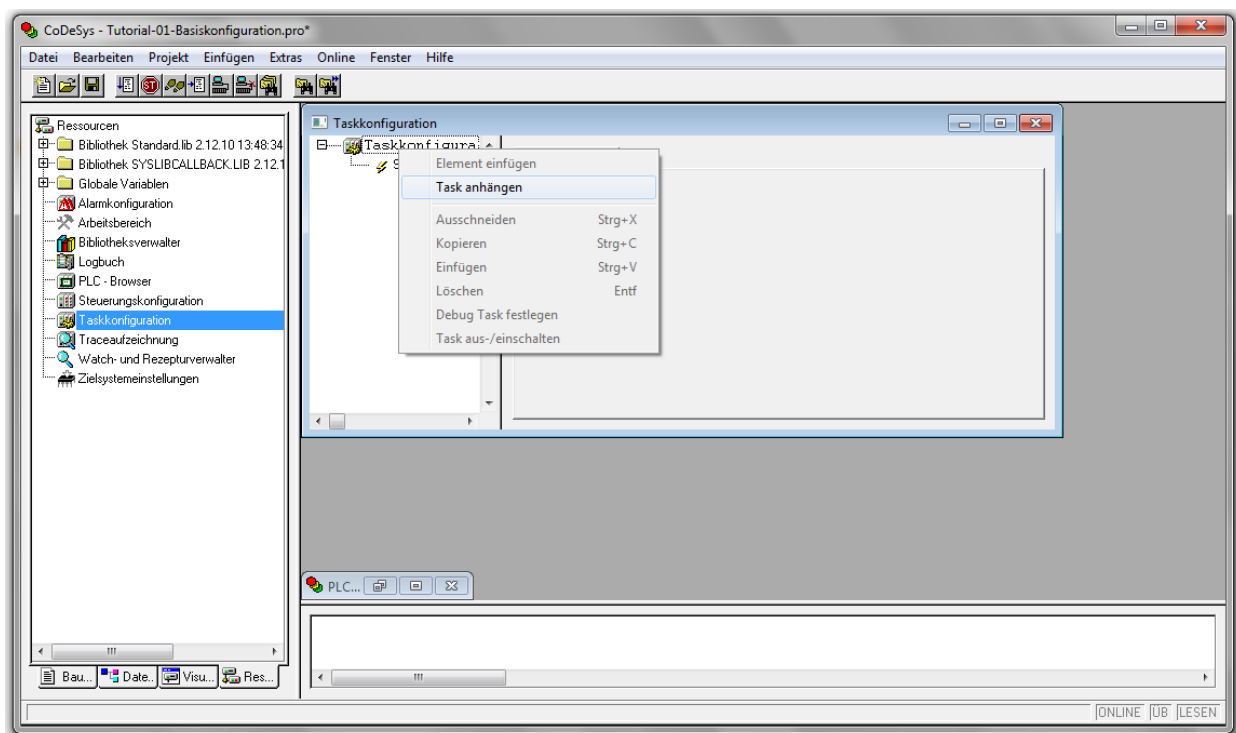 CoDeSys - Tutorial-01-Basiskonfiguration.pro*
Datei Bearbeiten Projekt Einfügen Extras Online Fenster Hilfe
Ressourcen
Bibliothek Standard.lib 2.12.10 13:48:34
Bibliothek SYSLIBCALLBACK.LIB 2.12.1
Globale Variablen
Alarmkonfiguration
Arbeitsbereich
Bibliotheksverwalter
Logbuch
PLC - Browser
Steuerungskonfiguration
Taskkonfiguration
Traceaufzeichnung
Watch- und Rezepturverwalter
Zielsystemeinstellungen
Bau...
Date..
Visu...
Res...
Taskkonfiguration
Taskkonfigura
S
Element einfügen
Task anhängen
Ausschneiden Strg+X
Kopieren Strg+C
Einfügen Strg+V
Löschen Entf
Debug Task festlegen
Task aus-/einschalten
PLC...
ONLINE ÜB LESEN